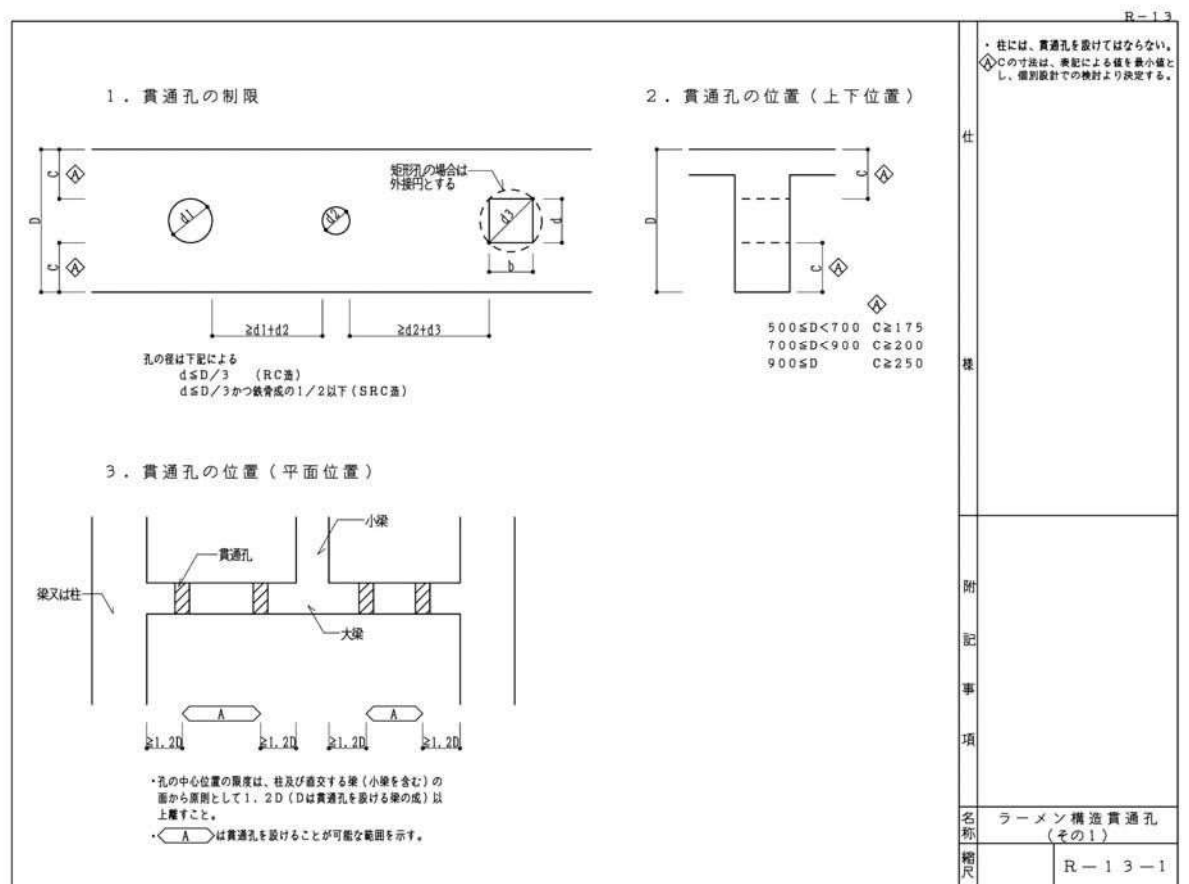 R-13
・柱には、貫通孔を設けてはならない。
A Cの寸法は、表記による値を最小値と
し、個別設計での検討より決定する。
1. 貫通孔の制限
2. 貫通孔の位置（上下位置）
仕
様
矩形孔の場合は
外接円とする
D
C
A
C
A
d1
d2
d3
d
b
≧d1+d2
≧d2+d3
孔の径は下記による
d≦D/3 （RC造）
d≦D/3かつ鉄骨成の1/2以下（SRC造）
D
C
A
C
A
A
500≦D<700 C≧175
700≦D<900 C≧200
900≦D C≧250
3. 貫通孔の位置（平面位置）
小梁
貫通孔
梁又は柱
大梁
A
A
≧1.2D
≧1.2D
≧1.2D
≧1.2D
・孔の中心位置の限度は、柱及び直交する梁（小梁を含む）の
面から原則として1.2D（Dは貫通孔を設ける梁の成）以
上離すこと。
・A は貫通孔を設けることが可能な範囲を示す。
附
記
事
項
名称
ラーメン構造貫通孔
（その1）
縮尺
R-13-1